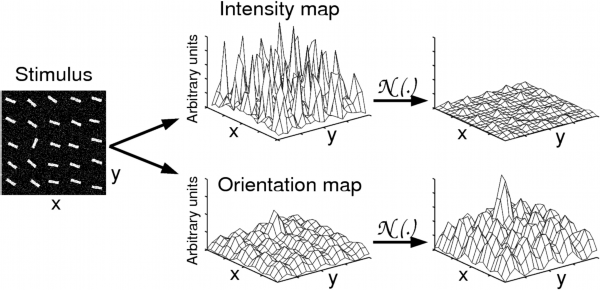 Intensity map
Stimulus
Arbitrary units
x
y
𝒩(.)
x
y
Orientation map
Arbitrary units
x
y
𝒩(.)
x
y
x
y